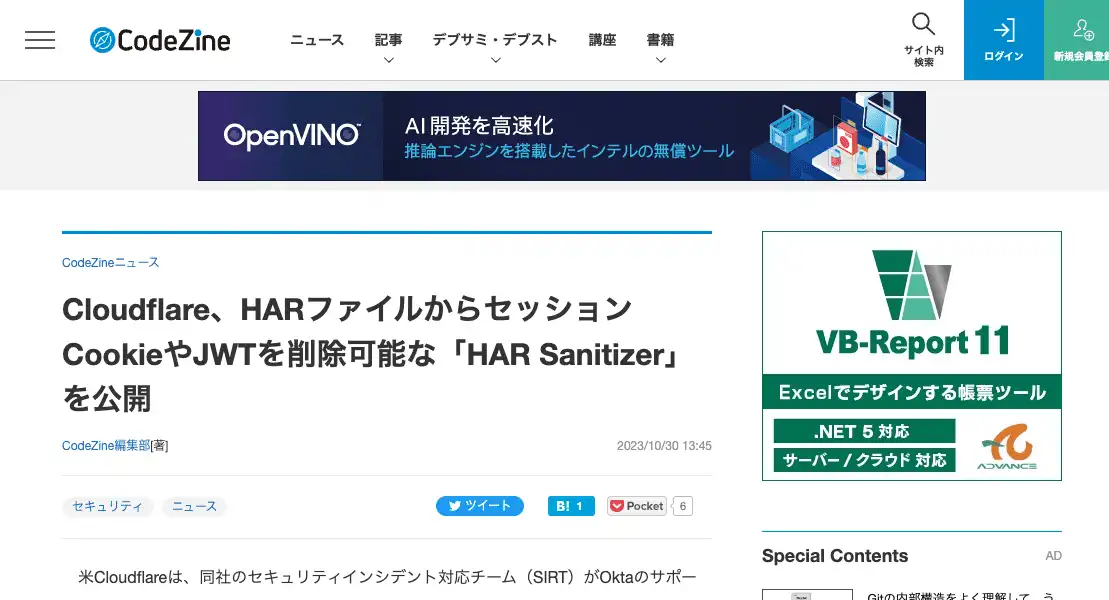 CodeZine
ニュース
記事
デブサミ・デブスト
講座
書籍
サイト内
検索
ログイン
新規会員登録
OpenVINO™
AI 開発を高速化
推論エンジンを搭載したインテルの無償ツール
CodeZineニュース
Cloudflare、HARファイルからセッション
CookieやJWTを削除可能な「HAR Sanitizer」
を公開
CodeZine編集部[著]
2023/10/30 13:45
セキュリティ
ニュース
ツイート
B! 1
Pocket
6
米Cloudflareは、同社のセキュリティインシデント対応チーム（SIRT）がOktaのサポー
VB-Report 11
Excelでデザインする帳票ツール
.NET 5 対応
サーバー / クラウド 対応
ADVANCE
Special Contents
AD
Gitの内部構造をよく理解して、う